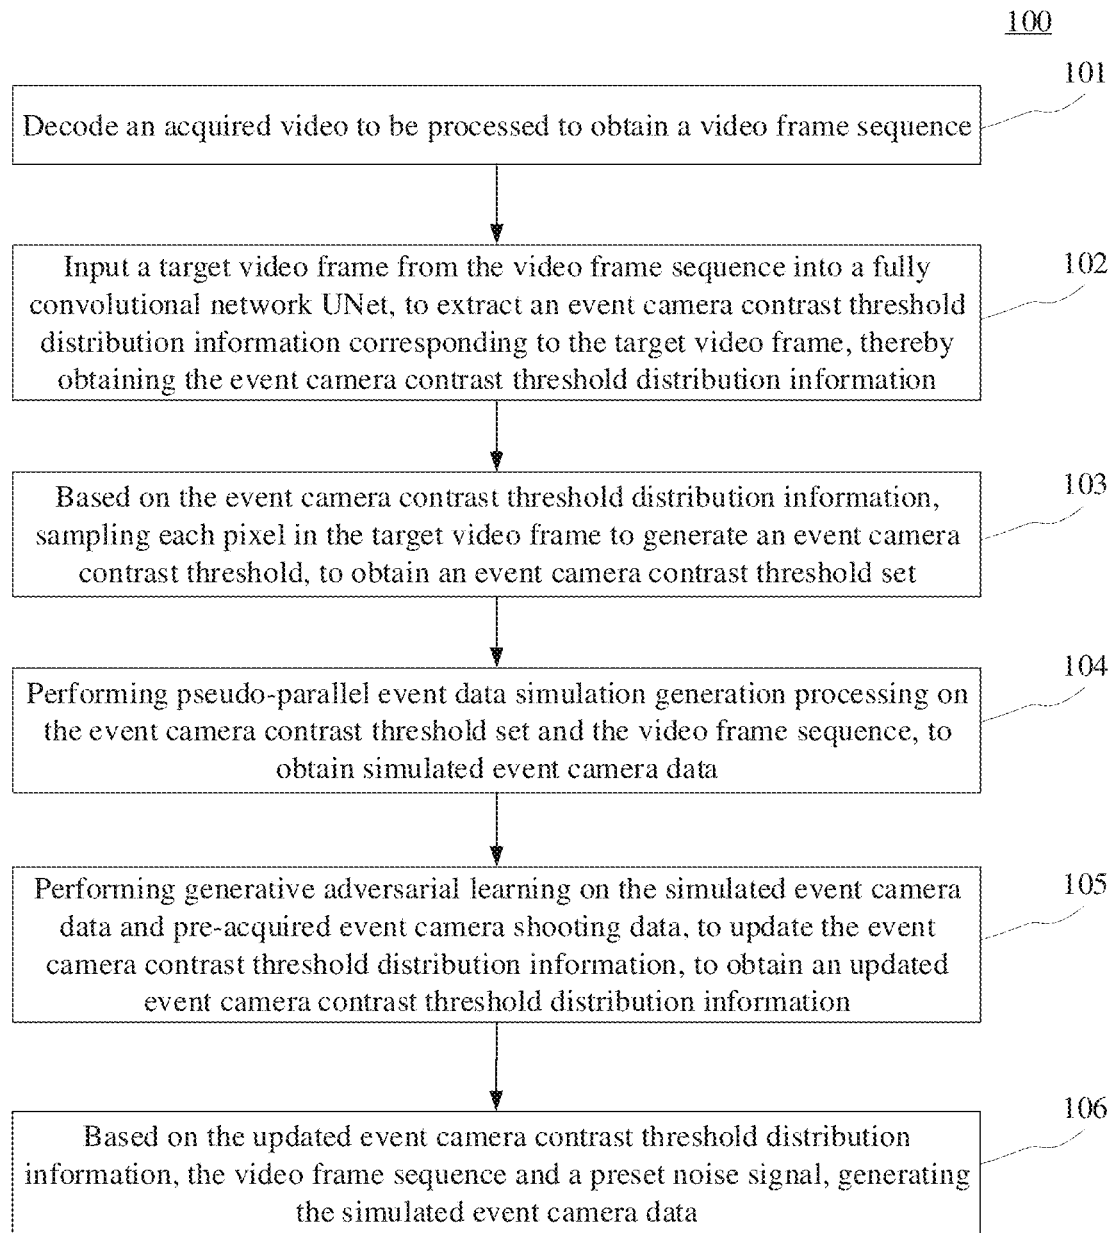 100
101
Decode an acquired video to be processed to obtain a video frame sequence
102
Input a target video frame from the video frame sequence into a fully
convolutional network UNet, to extract an event camera contrast threshold
distribution information corresponding to the target video frame, thereby
obtaining the event camera contrast threshold distribution information
103
Based on the event camera contrast threshold distribution information,
sampling each pixel in the target video frame to generate an event camera
contrast threshold, to obtain an event camera contrast threshold set
104
Performing pseudo-parallel event data simulation generation processing on
the event camera contrast threshold set and the video frame sequence, to
obtain simulated event camera data
105
Performing generative adversarial learning on the simulated event camera
data and pre-acquired event camera shooting data, to update the event
camera contrast threshold distribution information, to obtain an updated
event camera contrast threshold distribution information
106
Based on the updated event camera contrast threshold distribution
information, the video frame sequence and a preset noise signal, generating
the simulated event camera data